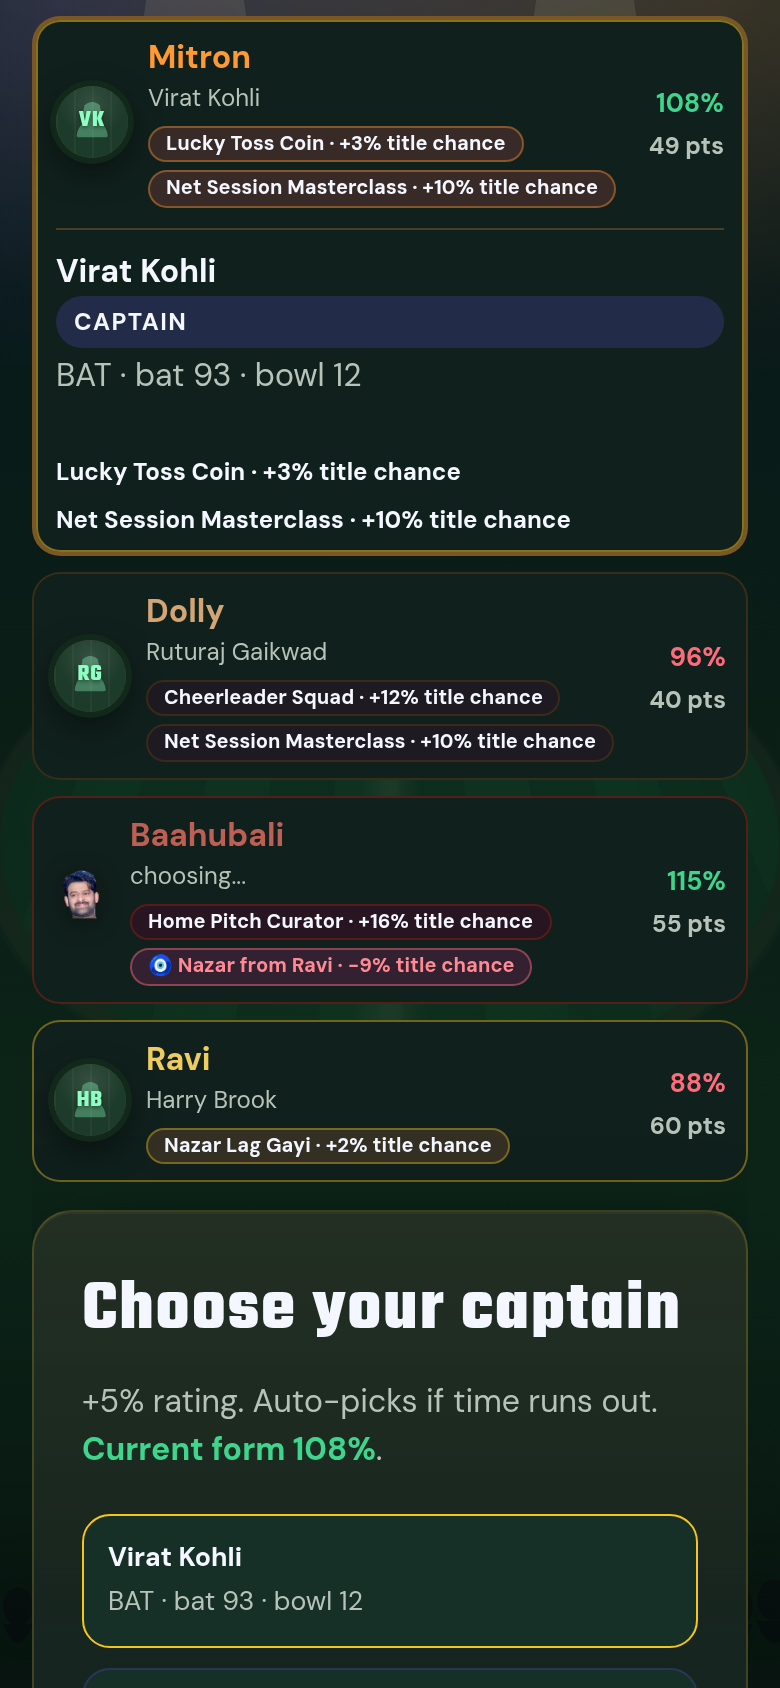 Mitron
VK
Virat Kohli
108%
Lucky Toss Coin · +3% title chance
49 pts
Net Session Masterclass · +10% title chance
Virat Kohli
CAPTAIN
BAT · bat 93 · bowl 12
Lucky Toss Coin · +3% title chance
Net Session Masterclass · +10% title chance
Dolly
RG
Ruturaj Gaikwad
96%
Cheerleader Squad · +12% title chance
40 pts
Net Session Masterclass · +10% title chance
Baahubali
choosing...
115%
Home Pitch Curator · +16% title chance
55 pts
🧿 Nazar from Ravi · -9% title chance
Ravi
HB
Harry Brook
88%
Nazar Lag Gayi · +2% title chance
60 pts
Choose your captain
+5% rating. Auto-picks if time runs out.
Current form 108%.
Virat Kohli
BAT · bat 93 · bowl 12